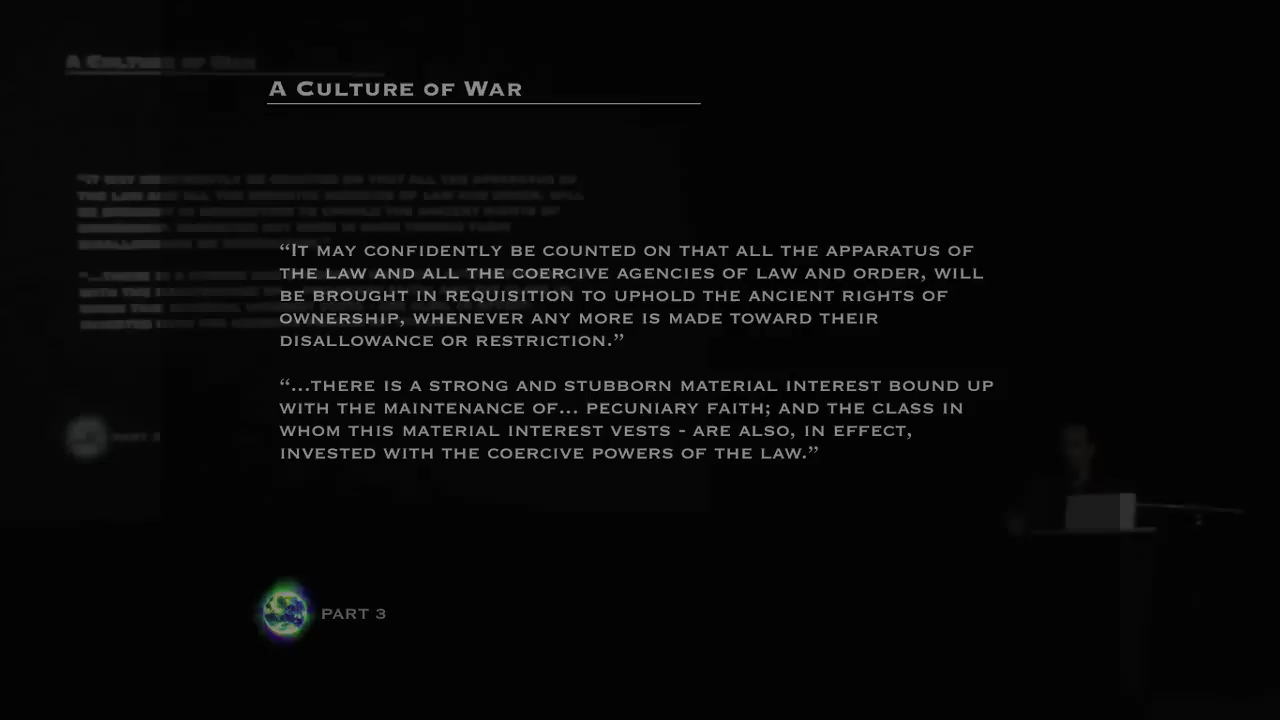 A Culture of War
“It may confidently be counted on that all the apparatus of
the law and all the coercive agencies of law and order, will
be brought in requisition to uphold the ancient rights of
ownership, whenever any more is made toward their
disallowance or restriction.”
“...there is a strong and stubborn material interest bound up
with the maintenance of... pecuniary faith; and the class in
whom this material interest vests - are also, in effect,
invested with the coercive powers of the law.”
Part 3